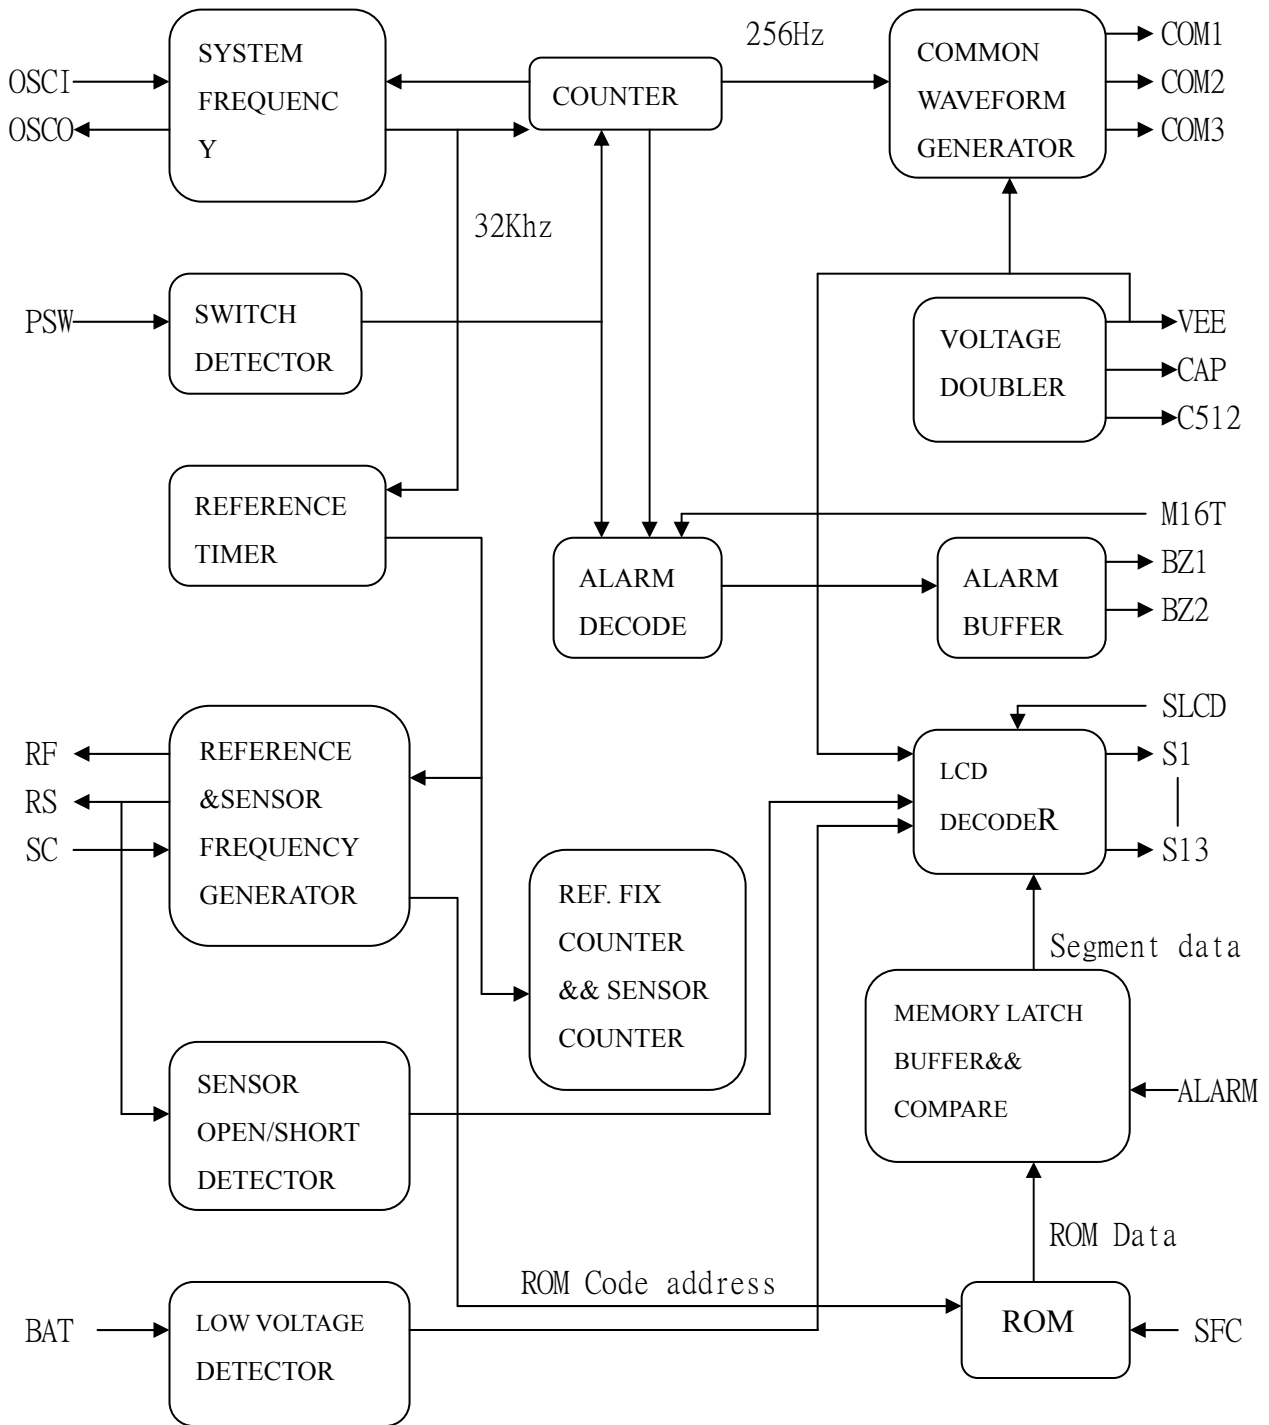 256Hz
SYSTEM
FREQUENC
Y
OSCI
OSCO
COUNTER
COMMON
WAVEFORM
GENERATOR
COM1
COM2
COM3
32Khz
PSW
SWITCH
DETECTOR
VOLTAGE
DOUBLER
VEE
CAP
C512
REFERENCE
TIMER
M16T
ALARM
DECODE
ALARM
BUFFER
BZ1
BZ2
RF
RS
SC
REFERENCE
&SENSOR
FREQUENCY
GENERATOR
SLCD
LCD
DECODER
S1
S13
REF. FIX
COUNTER
&& SENSOR
COUNTER
Segment data
SENSOR
OPEN/SHORT
DETECTOR
MEMORY LATCH
BUFFER&&
COMPARE
ALARM
ROM Data
ROM Code address
BAT
LOW VOLTAGE
DETECTOR
ROM
SFC